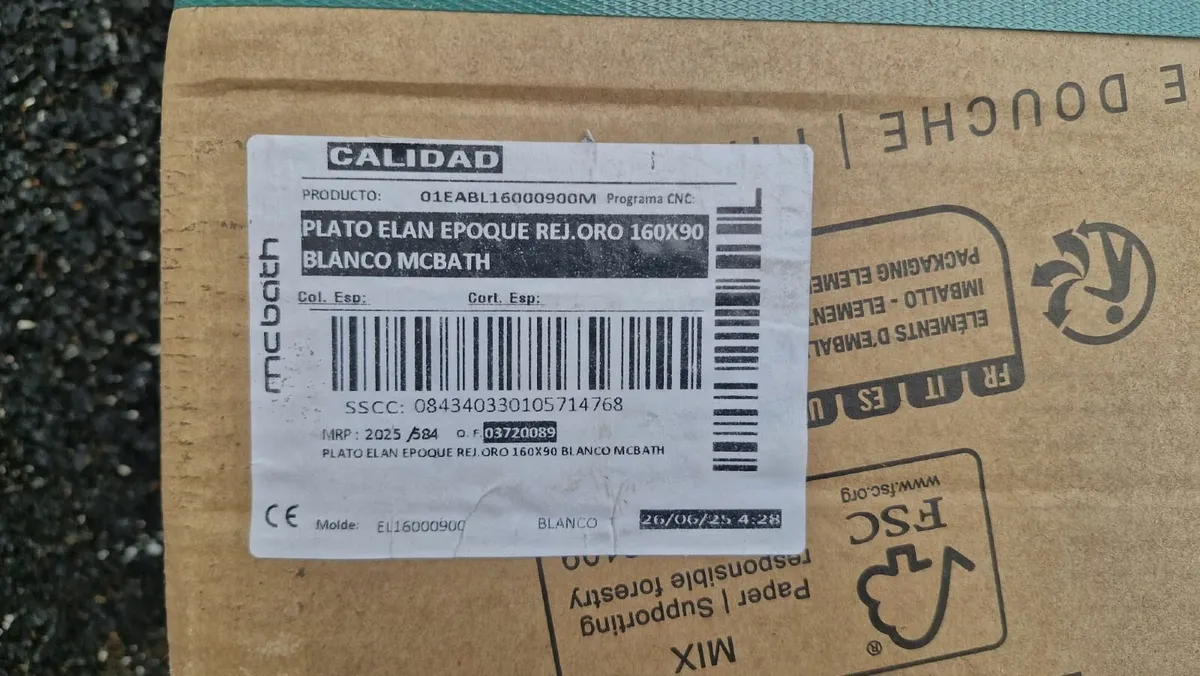 E DOUCHE |
CALIDAD
PRODUCTO: 01EABL16000900M Programa CNC:
PLATO ELAN EPOQUE REJ.ORO 160X90
BLANCO MCBATH
Col. Esp: Cort. Esp:
mcbath
SSCC: 084340330105714768
MRP : 2025 /584 O. F. 03720089
PLATO ELAN EPOQUE REJ.ORO 160X90 BLANCO MCBATH
CE Molde: EL16000900 BLANCO 26/06/25 4:28
FR IT ES
ÉLÉMENTS D'EMBAL
IMBALLO - ELEMENT
PACKAGING ELEME
MIX
Paper | Supporting
responsible forestry
®
FSC
www.fsc.org